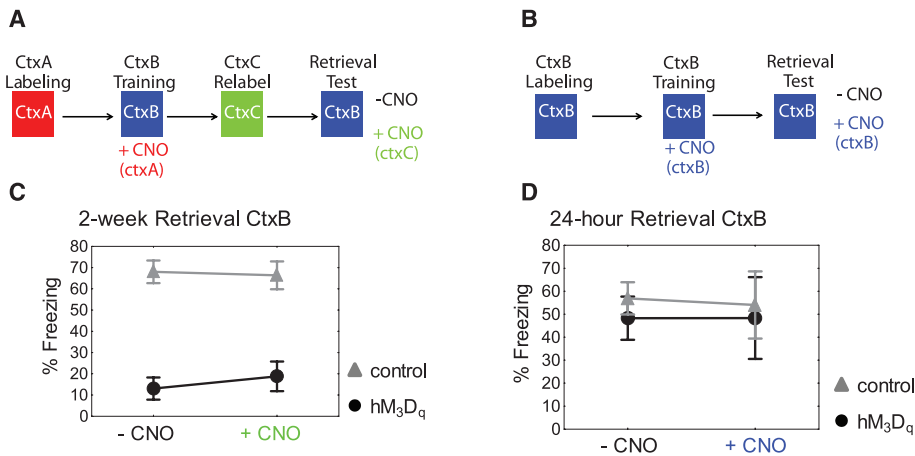 A
CtxA
Labeling
CtxB
Training
CtxC
Relabel
Retrieval
Test
CtxA
CtxB
CtxC
CtxB
-CNO
+ CNO
(ctxA)
+ CNO
(ctxC)
B
CtxB
Labeling
CtxB
Training
Retrieval
Test
CtxB
CtxB
CtxB
- CNO
+ CNO
(ctxB)
+ CNO
(ctxB)
C
2-week Retrieval CtxB
% Freezing
80
70
60
50
40
30
20
10
0
- CNO
+ CNO
control
hM₃Dq
D
24-hour Retrieval CtxB
% Freezing
80
70
60
50
40
30
20
10
0
- CNO
+ CNO
control
hM₃Dq